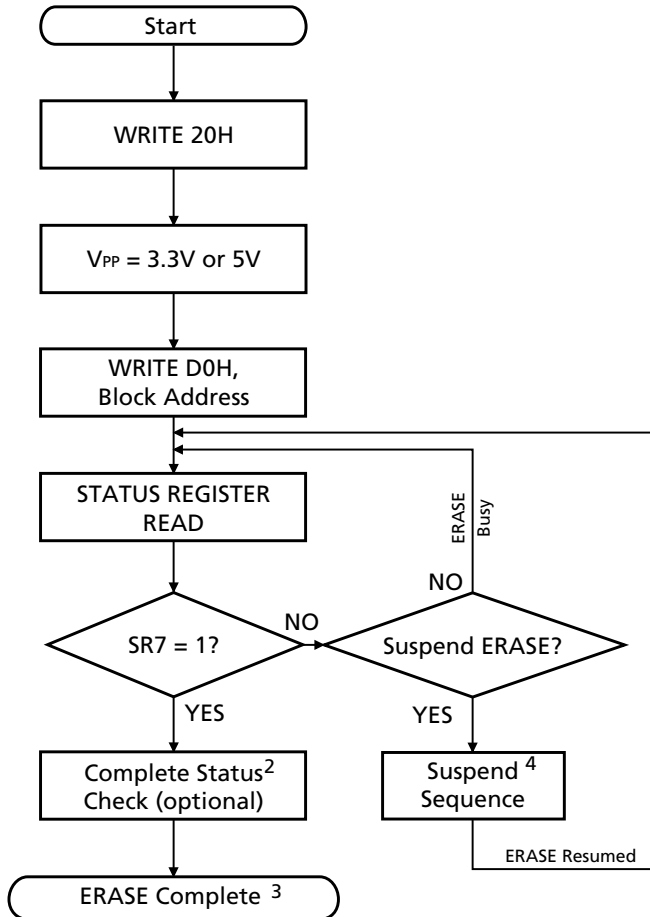 Start
WRITE 20H
VPP = 3.3V or 5V
WRITE D0H,
Block Address
STATUS REGISTER
READ
ERASE
Busy
NO
SR7 = 1?
NO
Suspend ERASE?
YES
YES
Complete Status2
Check (optional)
Suspend 4
Sequence
ERASE Resumed
ERASE Complete 3